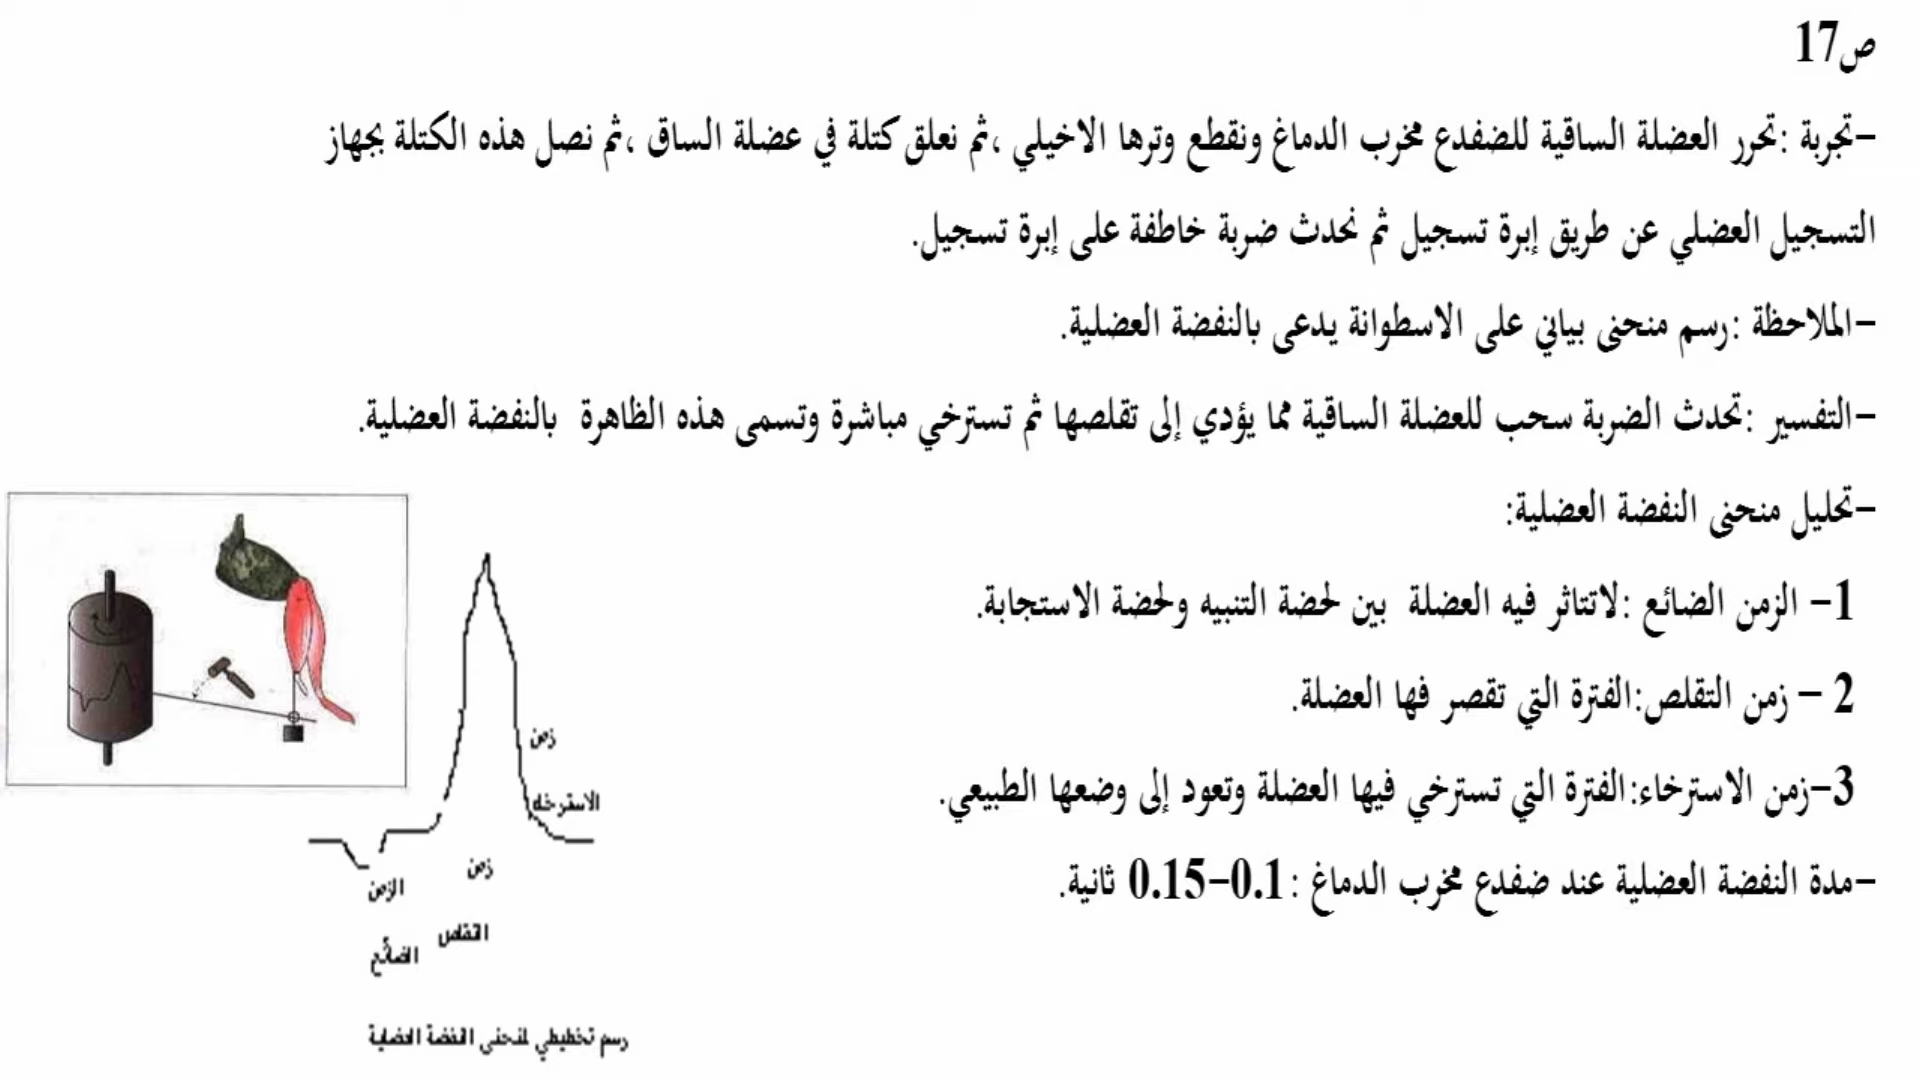 ص17
-تجربة :تحرر العضلة الساقية للضفدع مخرب الدماغ ونقطع وترها الاخيلي ،ثم نعلق كتلة في عضلة الساق ،ثم نصل هذه الكتلة بجهاز
التسجيل العضلي عن طريق إبرة تسجيل ثم نحدث ضربة خاطفة على إبرة تسجيل.
-الملاحظة :رسم منحنى بياني على الاسطوانة يدعى بالنفضة العضلية.
-التفسير :تحدث الضربة سحب للعضلة الساقية مما يؤدي إلى تقلصها ثم تسترخي مباشرة وتسمى هذه الظاهرة بالنفضة العضلية.
-تحليل منحنى النفضة العضلية:
1- الزمن الضائع :لاتتاثر فيه العضلة بين لحضة التنبيه ولحضة الاستجابة.
2 - زمن التقلص:الفترة التي تقصر فها العضلة.
3-زمن الاسترخاء:الفترة التي تسترخي فيها العضلة وتعود إلى وضعها الطبيعي.
-مدة النفضة العضلية عند ضفدع مخرب الدماغ :0.1-0.15 ثانية.
زمن
الاسترخاء
زمن
التقلص
الزمن
الضائع
رسم تخطيطي لمنحنى النفضة العضلية